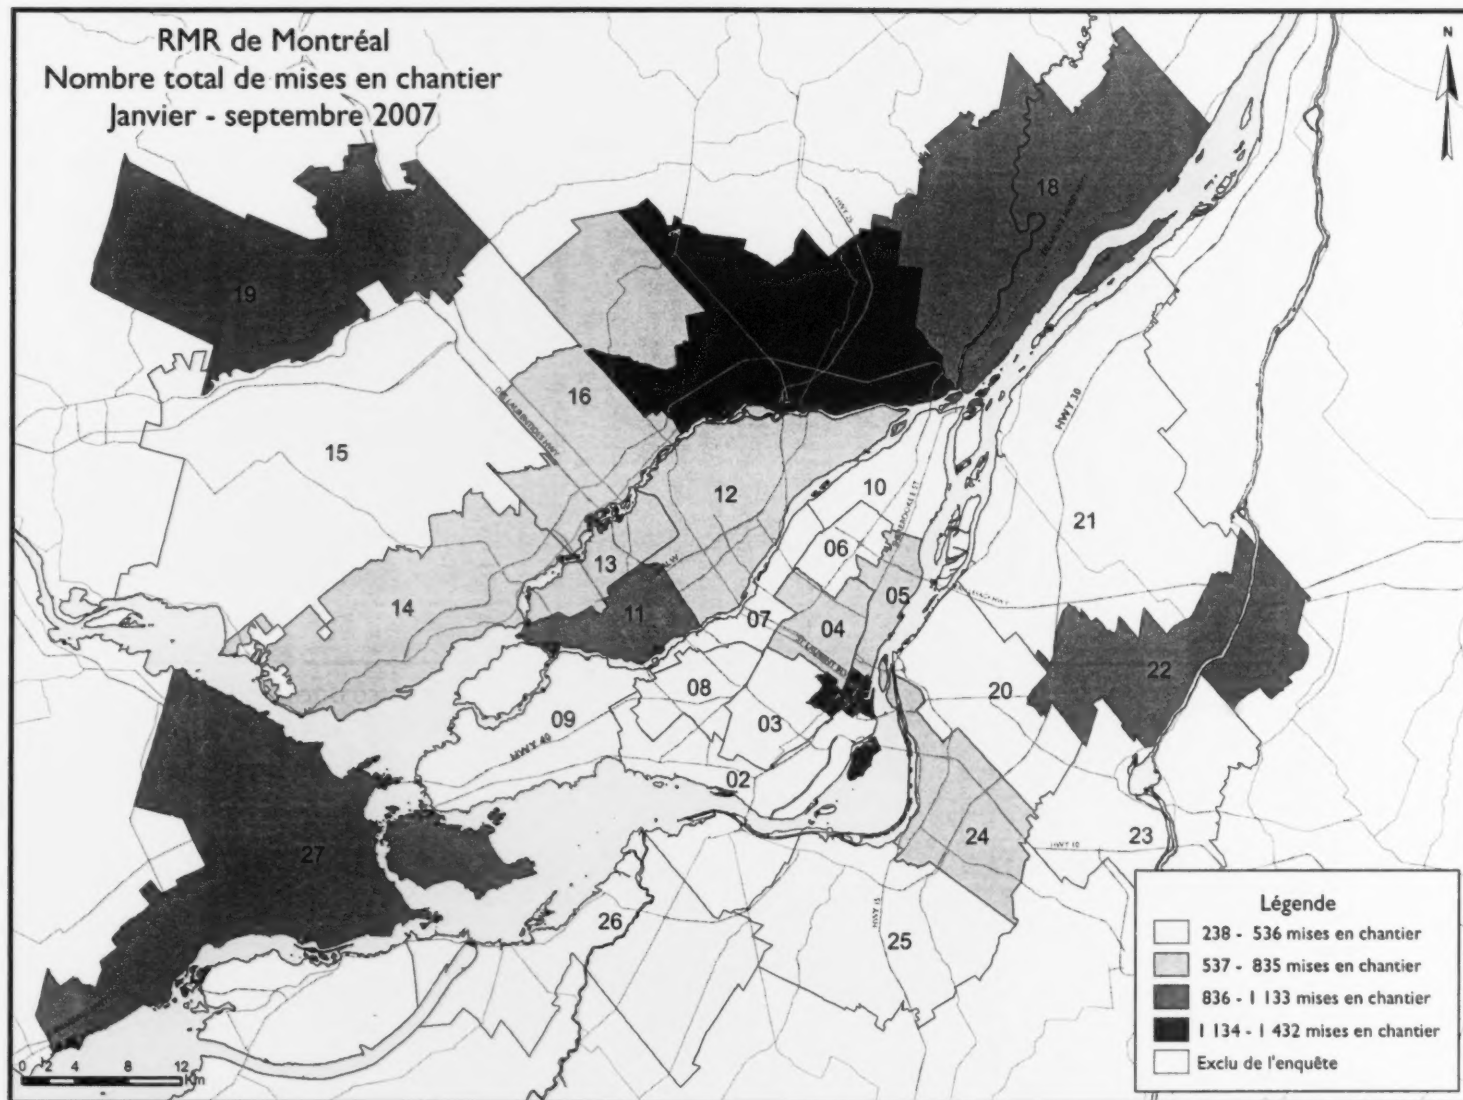 RMR de Montréal
Nombre total de mises en chantier
Janvier - septembre 2007
N
HWY 25
18
19
16
15
12
10
HWY 30
21
06
13
05
14
11
07
04
22
20
08
09
03
HWY 40
02
27
24
23
HWY 10
26
HWY 15
25
Légende
238 - 536 mises en chantier
537 - 835 mises en chantier
836 - 1 133 mises en chantier
1 134 - 1 432 mises en chantier
Exclu de l'enquête
0 2 4 8 12
Km